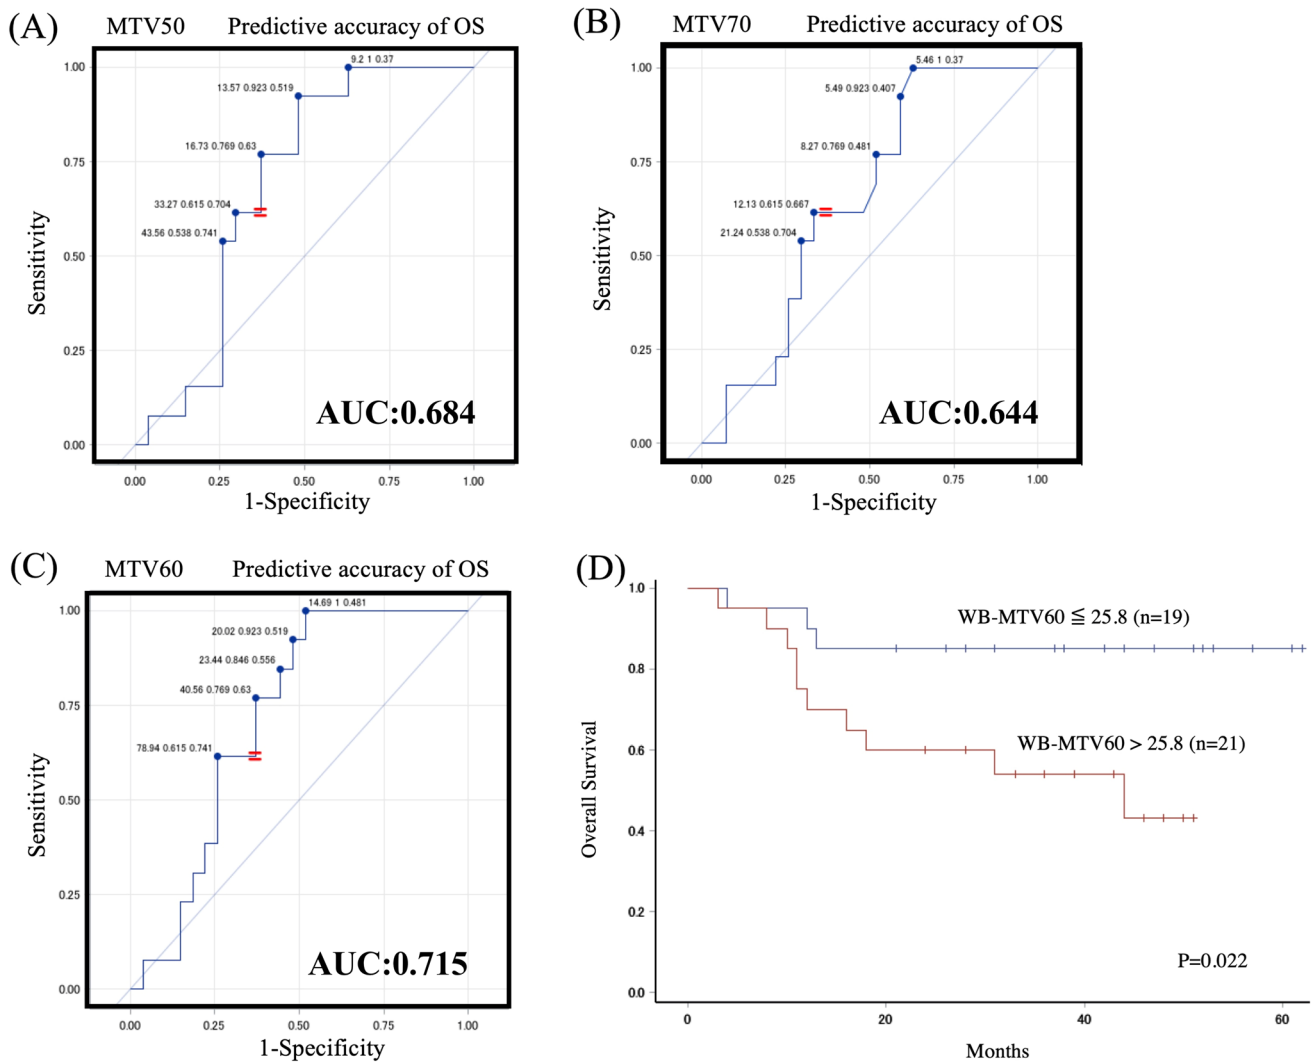 (A) MTV50 Predictive accuracy of OS
1.00
0.75
0.50
0.25
0.00
Sensitivity
9.2 1 0.37
13.57 0.923 0.519
16.73 0.769 0.63
33.27 0.615 0.704
43.56 0.538 0.741
AUC:0.684
0.00 0.25 0.50 0.75 1.00
1-Specificity
(B) MTV70 Predictive accuracy of OS
1.00
0.75
0.50
0.25
0.00
Sensitivity
5.46 1 0.37
5.49 0.923 0.407
8.27 0.769 0.481
12.13 0.615 0.667
21.24 0.538 0.704
AUC:0.644
0.00 0.25 0.50 0.75 1.00
1-Specificity
(C) MTV60 Predictive accuracy of OS
1.00
0.75
0.50
0.25
0.00
Sensitivity
14.69 1 0.481
20.02 0.923 0.519
23.44 0.846 0.556
40.56 0.769 0.63
78.94 0.615 0.741
AUC:0.715
0.00 0.25 0.50 0.75 1.00
1-Specificity
(D)
1.0
0.8
0.6
0.4
0.2
0.0
Overall Survival
WB-MTV60 ≦ 25.8 (n=19)
WB-MTV60 > 25.8 (n=21)
P=0.022
0 20 40 60
Months